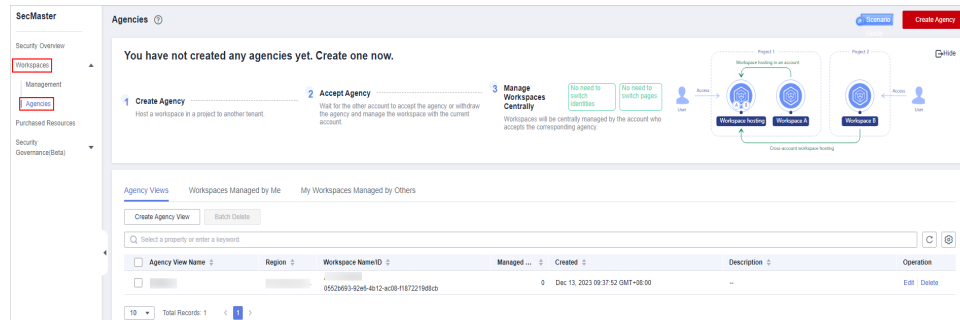 SecMaster
Agencies
Scenario
Create Agency
Security Overview
Workspaces
Management
Agencies
Purchased Resources
Security
Governance(Beta)
You have not created any agencies yet. Create one now.
Hide
1 Create Agency
Host a workspace in a project to another tenant.
2 Accept Agency
Wait for the other account to accept the agency or withdraw
the agency and manage the workspace with the current
account.
3 Manage
Workspaces
Centrally
No need to
switch
identities
No need to
switch pages
Workspaces will be centrally managed by the account who
accepts the corresponding agency.
Project 1
Project 2
Workspace hosting in an account
Access
Access
User
User
Workspace hosting
Workspace A
Workspace B
Cross-account workspace hosting
Agency Views
Workspaces Managed by Me
My Workspaces Managed by Others
Create Agency View
Batch Delete
Select a property or enter a keyword.
Agency View Name
Region
Workspace Name/ID
Managed ...
Created
Description
Operation
0552b693-92e6-4b12-ac08-f1872219d8cb
0
Dec 13, 2023 09:37:52 GMT+08:00
--
Edit
Delete
10
Total Records: 1
< 1 >